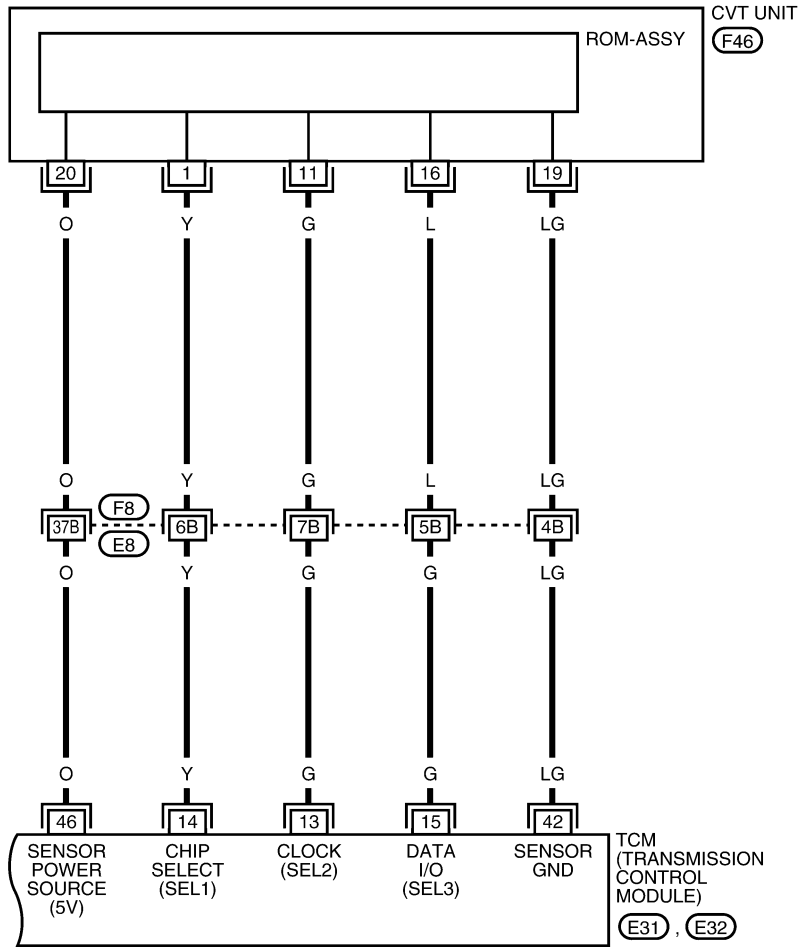 CVT UNIT
F46
ROM-ASSY
20 1 11 16 19
O Y G L LG
O Y G L LG
F8
37B 6B 7B 5B 4B
E8
O Y G G LG
O Y G G LG
46 14 13 15 42
SENSOR
POWER
SOURCE
(5V)
CHIP
SELECT
(SEL1)
CLOCK
(SEL2)
DATA
I/O
(SEL3)
SENSOR
GND
TCM
(TRANSMISSION
CONTROL
MODULE)
E31 , E32